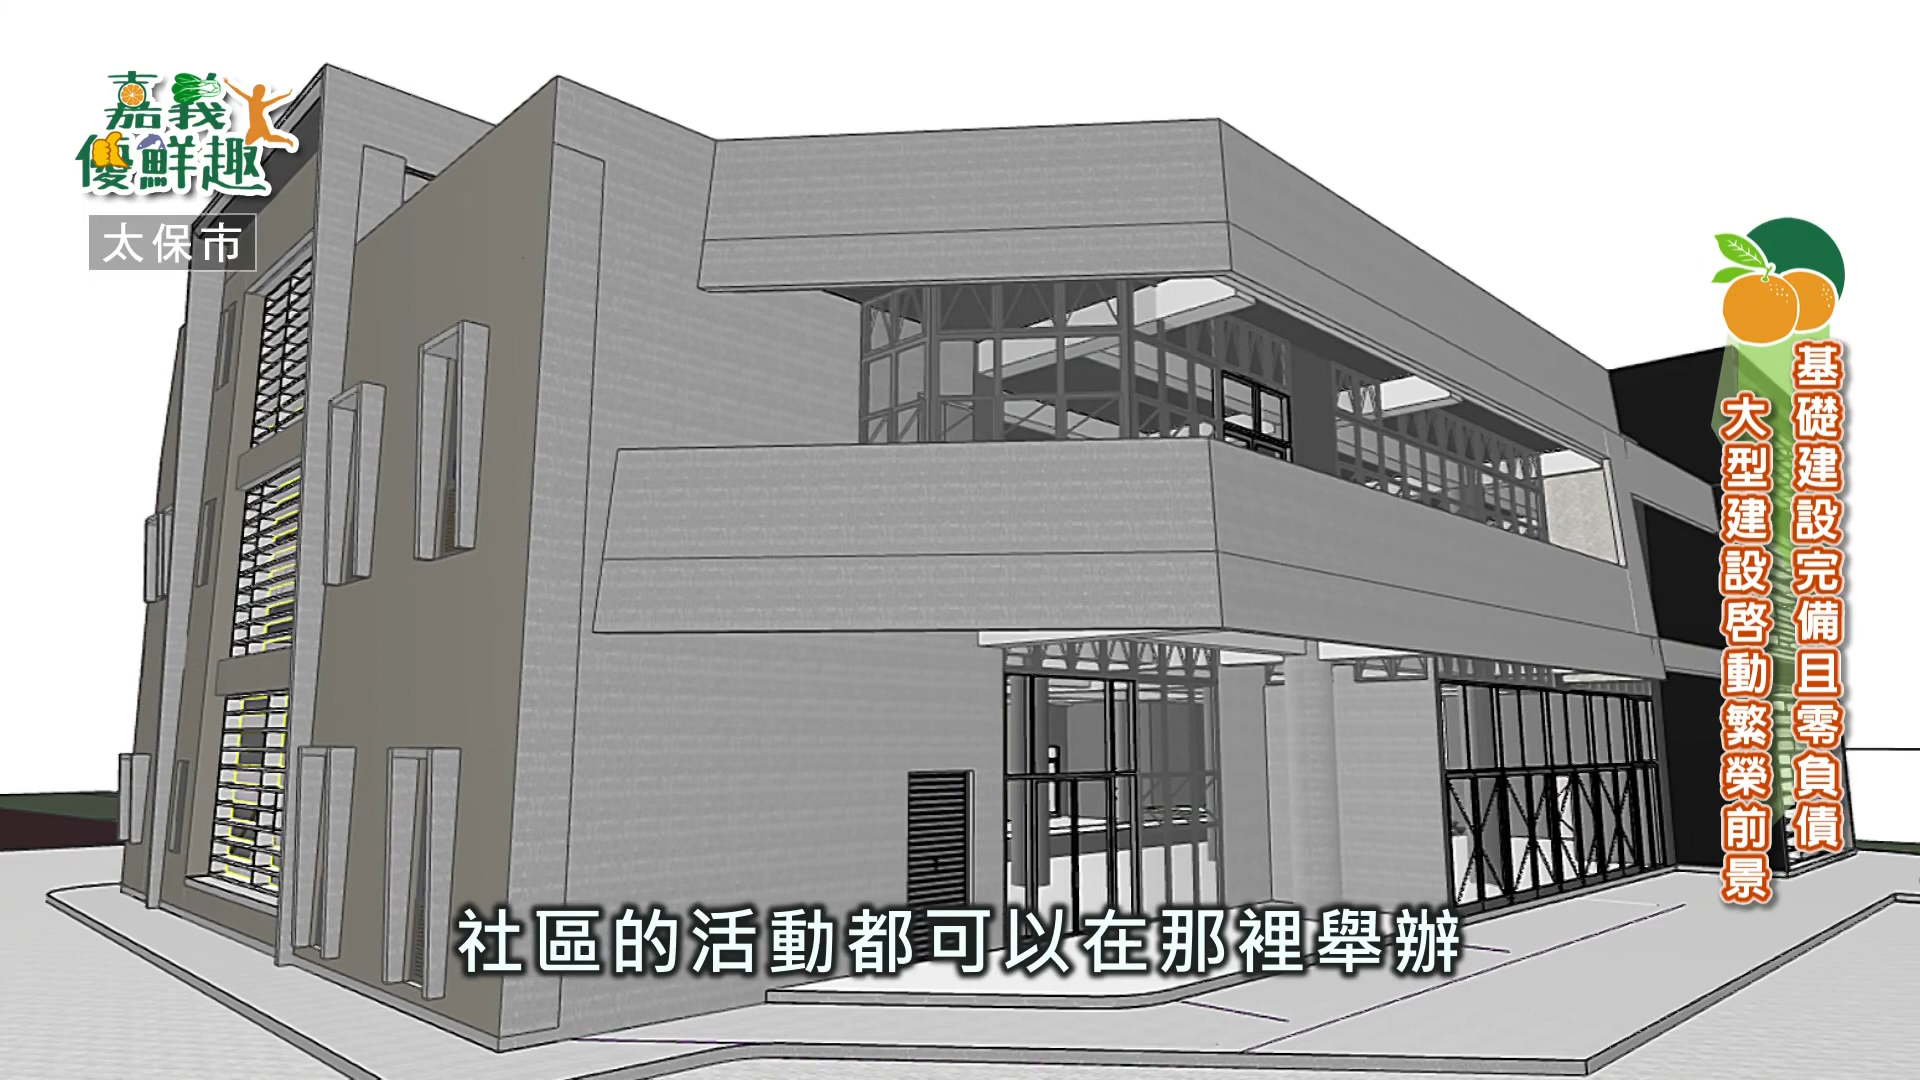 嘉義
優鮮趣
太保市
基礎建設完備且零負債
大型建設啓動繁榮前景
社區的活動都可以在那裡舉辦